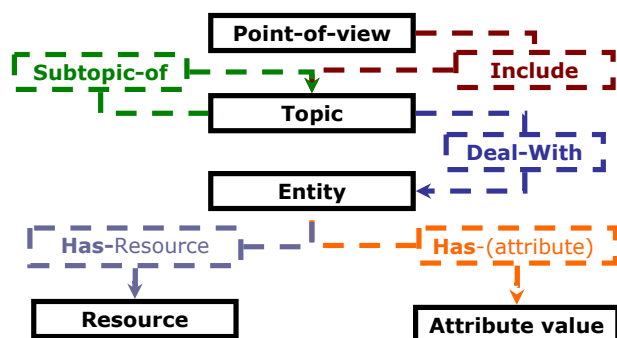 Point-of-view
Subtopic-of
Include
Topic
Deal-With
Entity
Has-Resource
Has-(attribute)
Resource
Attribute value